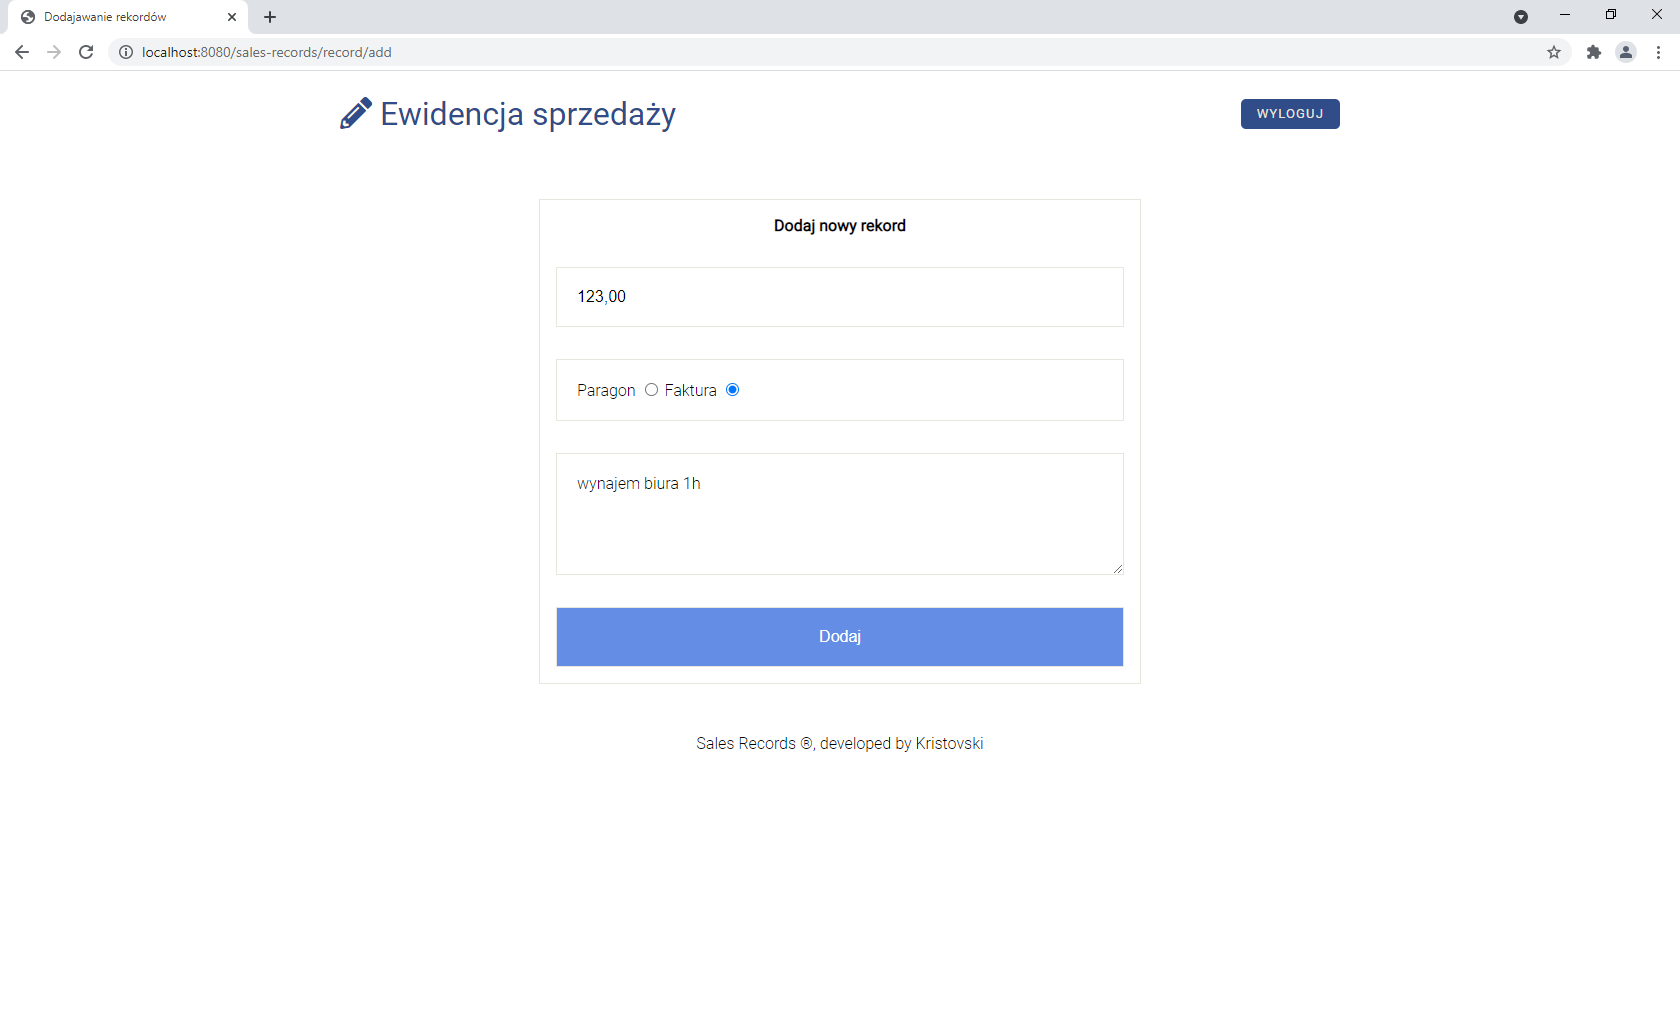 Dodajawanie rekordów
localhost:8080/sales-records/record/add
Ewidencja sprzedaży
WYLOGUJ
Dodaj nowy rekord
123,00
Paragon Faktura
wynajem biura 1h
Dodaj
Sales Records ®, developed by Kristovski